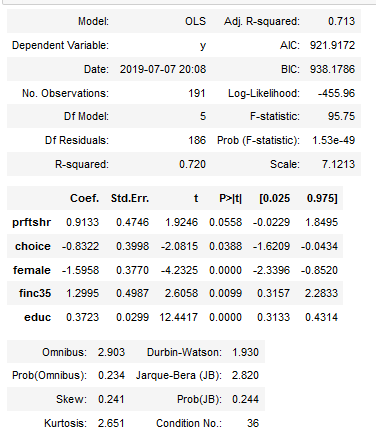 Model: OLS Adj. R-squared: 0.713
Dependent Variable: y AIC: 921.9172
Date: 2019-07-07 20:08 BIC: 938.1786
No. Observations: 191 Log-Likelihood: -455.96
Df Model: 5 F-statistic: 95.75
Df Residuals: 186 Prob (F-statistic): 1.53e-49
R-squared: 0.720 Scale: 7.1213
Coef. Std.Err. t P>|t| [0.025 0.975]
prftshr 0.9133 0.4746 1.9246 0.0558 -0.0229 1.8495
choice -0.8322 0.3998 -2.0815 0.0388 -1.6209 -0.0434
female -1.5958 0.3770 -4.2325 0.0000 -2.3396 -0.8520
finc35 1.2995 0.4987 2.6058 0.0099 0.3157 2.2833
educ 0.3723 0.0299 12.4417 0.0000 0.3133 0.4314
Omnibus: 2.903 Durbin-Watson: 1.930
Prob(Omnibus): 0.234 Jarque-Bera (JB): 2.820
Skew: 0.241 Prob(JB): 0.244
Kurtosis: 2.651 Condition No.: 36